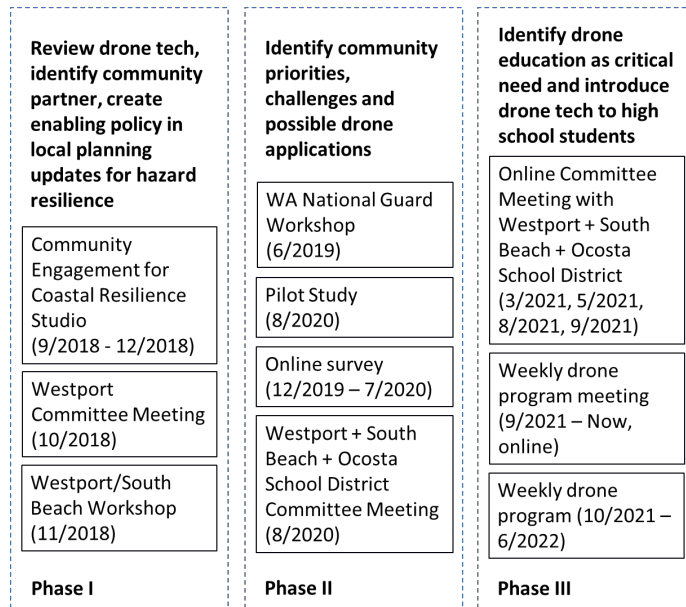 Review drone tech,
identify community
partner, create
enabling policy in
local planning
updates for hazard
resilience
Community
Engagement for
Coastal Resilience
Studio
(9/2018 - 12/2018)
Westport
Committee Meeting
(10/2018)
Westport/South
Beach Workshop
(11/2018)
Phase I
Identify community
priorities,
challenges and
possible drone
applications
WA National Guard
Workshop
(6/2019)
Pilot Study
(8/2020)
Online survey
(12/2019 – 7/2020)
Westport + South
Beach + Ocosta
School District
Committee Meeting
(8/2020)
Phase II
Identify drone
education as critical
need and introduce
drone tech to high
school students
Online Committee
Meeting with
Westport + South
Beach + Ocosta
School District
(3/2021, 5/2021,
8/2021, 9/2021)
Weekly drone
program meeting
(9/2021 – Now,
online)
Weekly drone
program (10/2021 –
6/2022)
Phase III